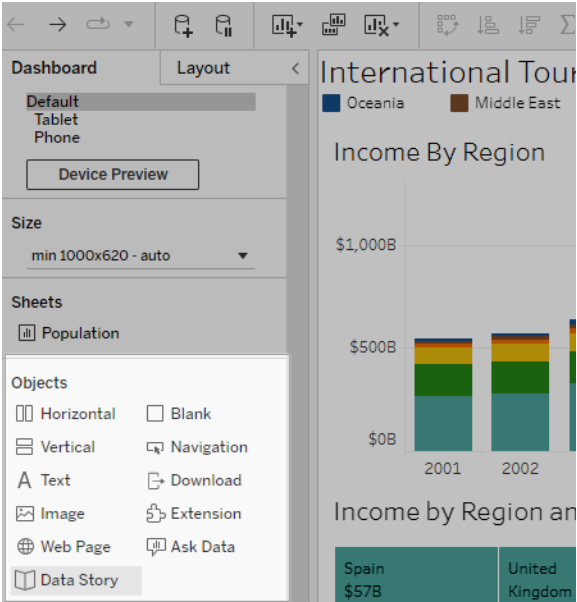 Dashboard
Layout
Default
Tablet
Phone
Device Preview
Size
min 1000x620 - auto
Sheets
Population
Objects
Horizontal
Blank
Vertical
Navigation
Text
Download
Image
Extension
Web Page
Ask Data
Data Story
International Tour
Oceania
Middle East
Income By Region
$1,000B
$500B
$0B
2001
2002
Income by Region an
Spain
$57B
United
Kingdom